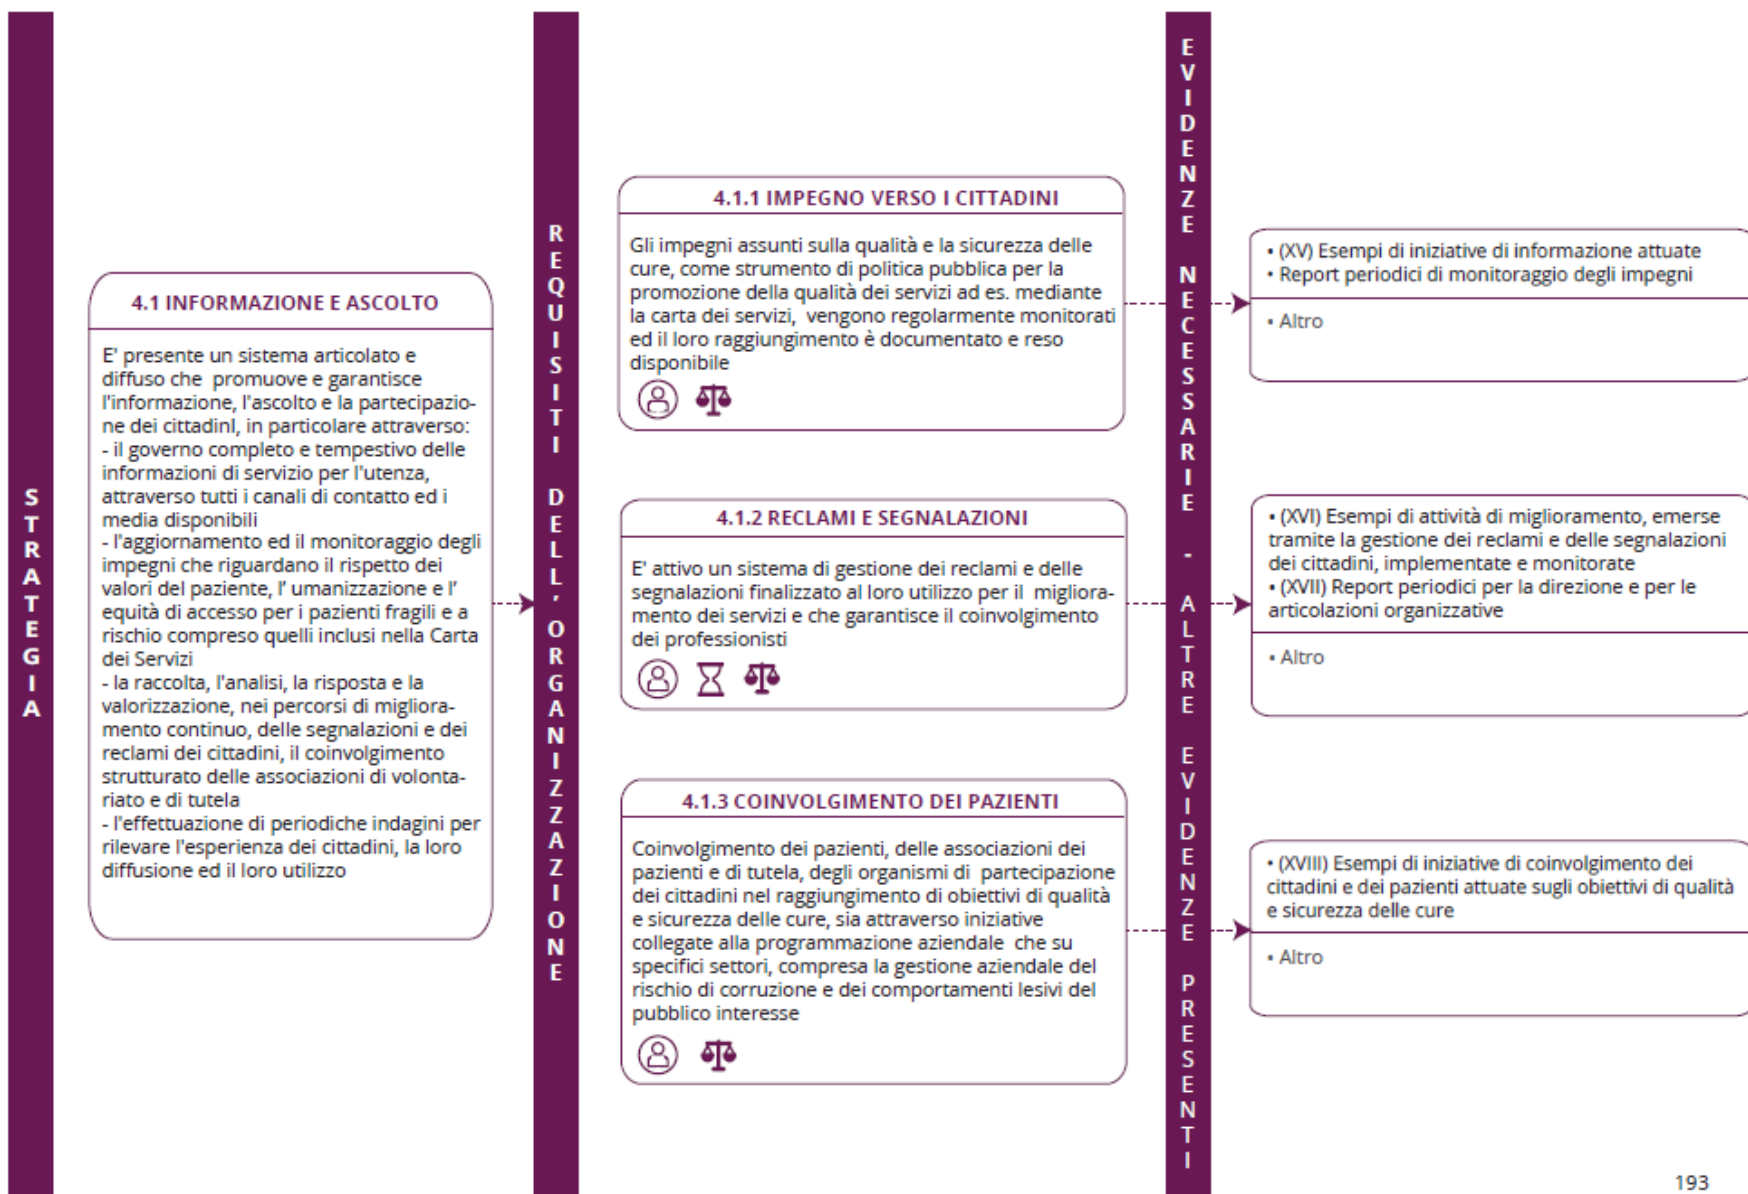 STRATEGIA
4.1 INFORMAZIONE E ASCOLTO
E' presente un sistema articolato e
diffuso che promuove e garantisce
l'informazione, l'ascolto e la partecipazio-
ne dei cittadinI, in particolare attraverso:
- il governo completo e tempestivo delle
informazioni di servizio per l'utenza,
attraverso tutti i canali di contatto ed i
media disponibili
- l'aggiornamento ed il monitoraggio degli
impegni che riguardano il rispetto dei
valori del paziente, l' umanizzazione e l'
equità di accesso per i pazienti fragili e a
rischio compreso quelli inclusi nella Carta
dei Servizi
- la raccolta, l'analisi, la risposta e la
valorizzazione, nei percorsi di migliora-
mento continuo, delle segnalazioni e dei
reclami dei cittadini, il coinvolgimento
strutturato delle associazioni di volonta-
riato e di tutela
- l'effettuazione di periodiche indagini per
rilevare l'esperienza dei cittadini, la loro
diffusione ed il loro utilizzo
REQUISITI DELL'ORGANIZZAZIONE
4.1.1 IMPEGNO VERSO I CITTADINI
Gli impegni assunti sulla qualità e la sicurezza delle
cure, come strumento di politica pubblica per la
promozione della qualità dei servizi ad es. mediante
la carta dei servizi, vengono regolarmente monitorati
ed il loro raggiungimento è documentato e reso
disponibile
4.1.2 RECLAMI E SEGNALAZIONI
E' attivo un sistema di gestione dei reclami e delle
segnalazioni finalizzato al loro utilizzo per il migliora-
mento dei servizi e che garantisce il coinvolgimento
dei professionisti
4.1.3 COINVOLGIMENTO DEI PAZIENTI
Coinvolgimento dei pazienti, delle associazioni dei
pazienti e di tutela, degli organismi di partecipazione
dei cittadini nel raggiungimento di obiettivi di qualità
e sicurezza delle cure, sia attraverso iniziative
collegate alla programmazione aziendale che su
specifici settori, compresa la gestione aziendale del
rischio di corruzione e dei comportamenti lesivi del
pubblico interesse
EVIDENZE NECESSARIE - ALTRE EVIDENZE PRESENTI
• (XV) Esempi di iniziative di informazione attuate
• Report periodici di monitoraggio degli impegni
• Altro
• (XVI) Esempi di attività di miglioramento, emerse
tramite la gestione dei reclami e delle segnalazioni
dei cittadini, implementate e monitorate
• (XVII) Report periodici per la direzione e per le
articolazioni organizzative
• Altro
• (XVIII) Esempi di iniziative di coinvolgimento dei
cittadini e dei pazienti attuate sugli obiettivi di qualità
e sicurezza delle cure
• Altro
193